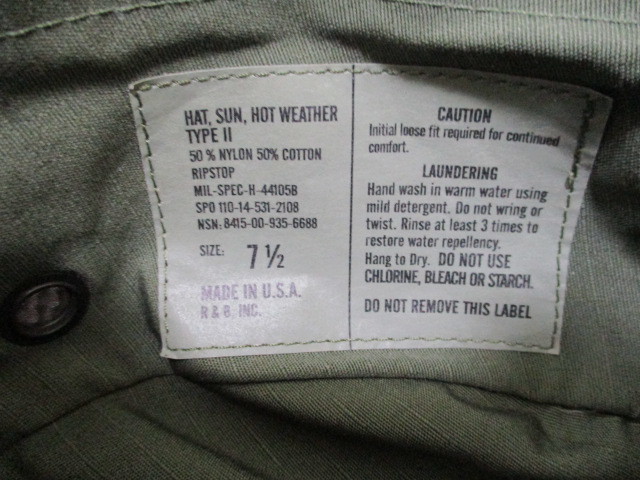 HAT, SUN, HOT WEATHER
TYPE II
50 % NYLON 50% COTTON
RIPSTOP
MIL-SPEC-H-44105B
SPO 110-14-531-2108
NSN: 8415-00-935-6688
SIZE: 7 ½
MADE IN U.S.A.
R & B, INC.
CAUTION
Initial loose fit required for continued
comfort.
LAUNDERING
Hand wash in warm water using
mild detergent. Do not wring or
twist. Rinse at least 3 times to
restore water repellency.
Hang to Dry. DO NOT USE
CHLORINE, BLEACH OR STARCH.
DO NOT REMOVE THIS LABEL